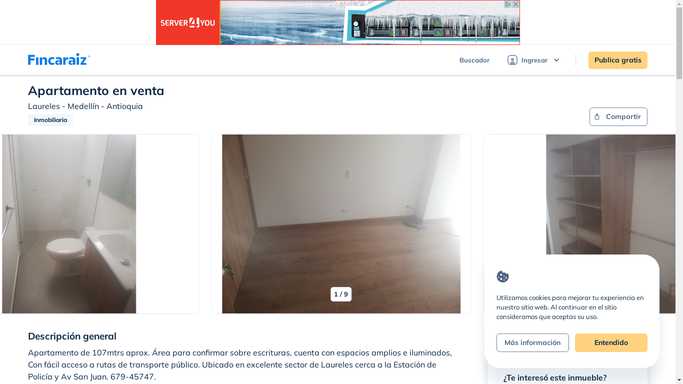 SERVER4YOU
Fincaraiz
Buscador
Ingresar
Publica gratis
Apartamento en venta
Laureles - Medellín - Antioquia
Inmobiliaria
Compartir
1 / 9
Utilizamos cookies para mejorar tu experiencia en
nuestro sitio web. Al continuar en el sitio
consideramos que aceptas su uso.
Más información
Entendido
Descripción general
Apartamento de 107mtrs aprox. Área para confirmar sobre escrituras, cuenta con espacios amplios e iluminados,
Con fácil acceso a rutas de transporte público. Ubicado en excelente sector de Laureles cerca a la Estación de
Policía y Av San Juan. 679-45747.
¿Te interesó este inmueble?